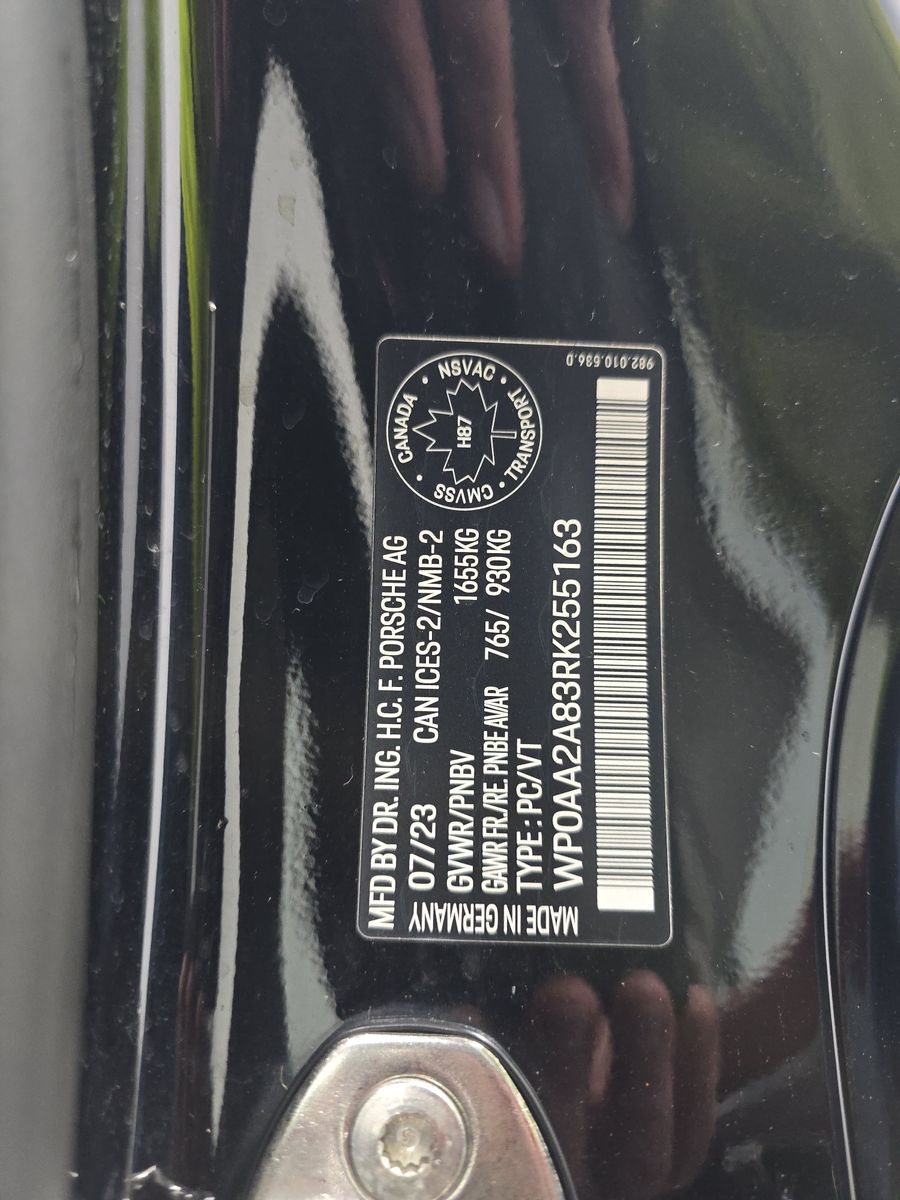 MFD BY DR. ING. H.C. F. PORSCHE AG
07/23 CAN ICES-2/NMB-2
GVWR/PNBV 1655KG
GAWR FR./RE. PNBE AV/AR 765/ 930KG
TYPE: PC/VT
WP0AA2A83RK255163
MADE IN GERMANY
CANADA • NSVAC • TRANSPORT • CMVSS •
H87
982.010.636.0